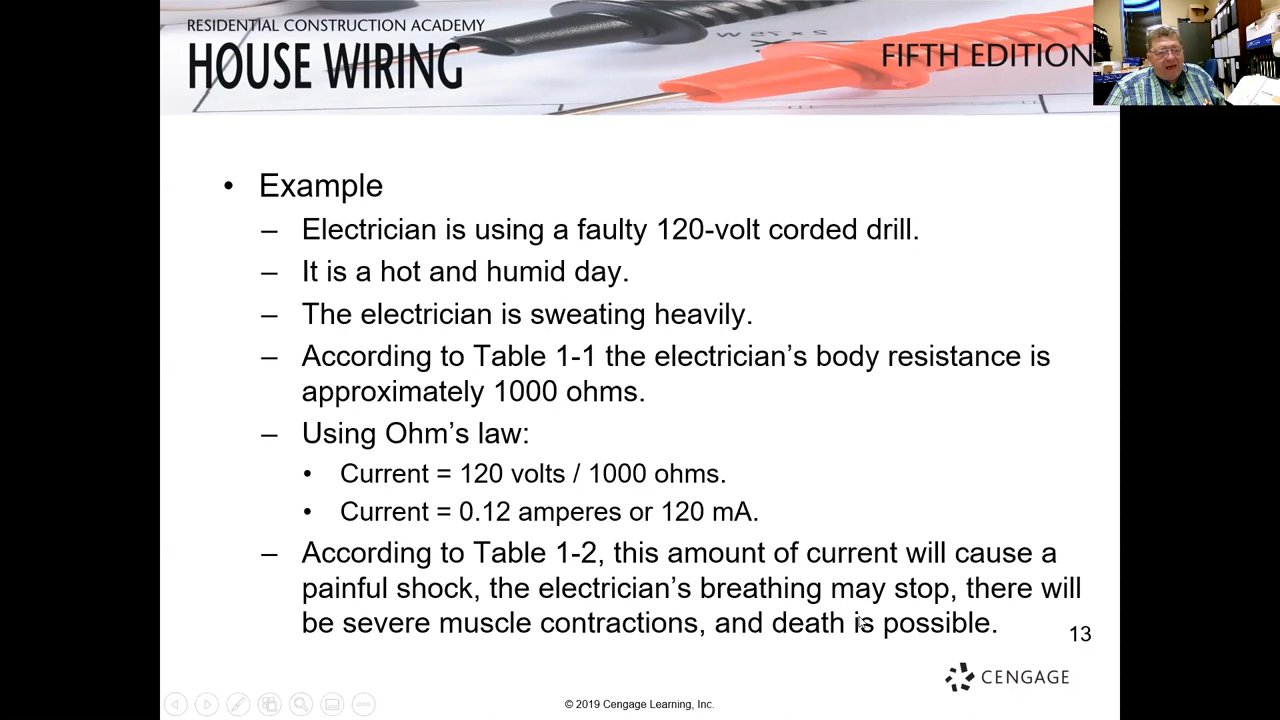 RESIDENTIAL CONSTRUCTION ACADEMY
HOUSE WIRING
FIFTH EDITION
• Example
– Electrician is using a faulty 120-volt corded drill.
– It is a hot and humid day.
– The electrician is sweating heavily.
– According to Table 1-1 the electrician’s body resistance is
approximately 1000 ohms.
– Using Ohm’s law:
• Current = 120 volts / 1000 ohms.
• Current = 0.12 amperes or 120 mA.
– According to Table 1-2, this amount of current will cause a
painful shock, the electrician’s breathing may stop, there will
be severe muscle contractions, and death is possible.
13
CENGAGE
© 2019 Cengage Learning, Inc.